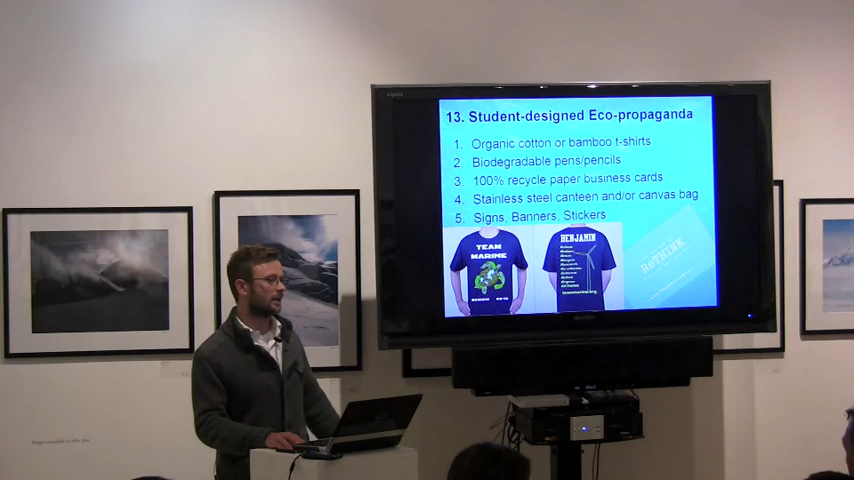 13. Student-designed Eco-propaganda
1. Organic cotton or bamboo t-shirts
2. Biodegradable pens/pencils
3. 100% recycle paper business cards
4. Stainless steel canteen and/or canvas bag
5. Signs, Banners, Stickers
TEAM
MARINE
BENJAMIN
ReTHINK